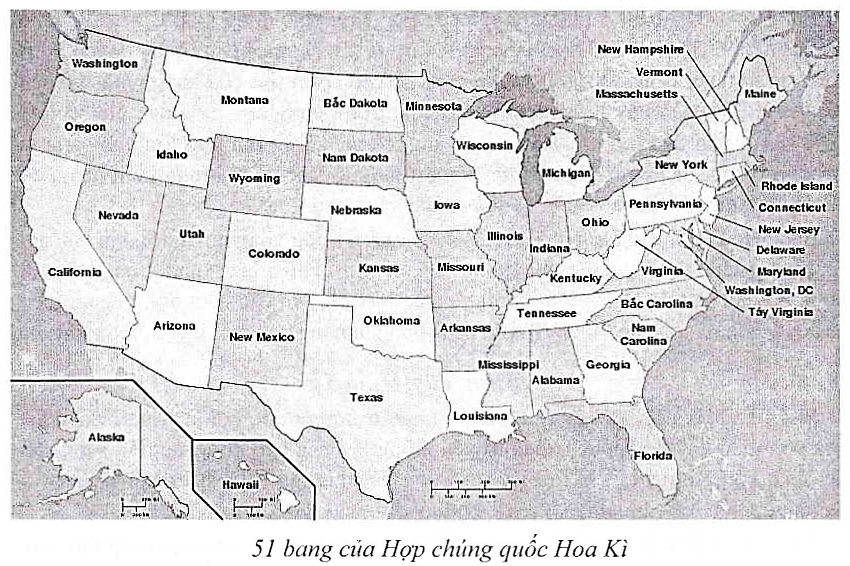 New Hampshire
Vermont
Massachusetts
Washington
Montana
Bắc Dakota
Minnesota
Maine
Oregon
Idaho
Wisconsin
Nam Dakota
Michigan
New York
Wyoming
Rhode Island
Connecticut
Nebraska
Iowa
Pennsylvania
Nevada
Utah
Illinois
Indiana
Ohio
New Jersey
Delaware
Maryland
California
Colorado
Kansas
Missouri
Kentucky
Virginia
Washington, DC
Tây Virginia
Bắc Carolina
Tennessee
Arizona
New Mexico
Oklahoma
Arkansas
Nam
Carolina
Mississippi
Alabama
Georgia
Texas
Louisiana
Alaska
Hawaii
Florida
51 bang của Hợp chúng quốc Hoa Kì